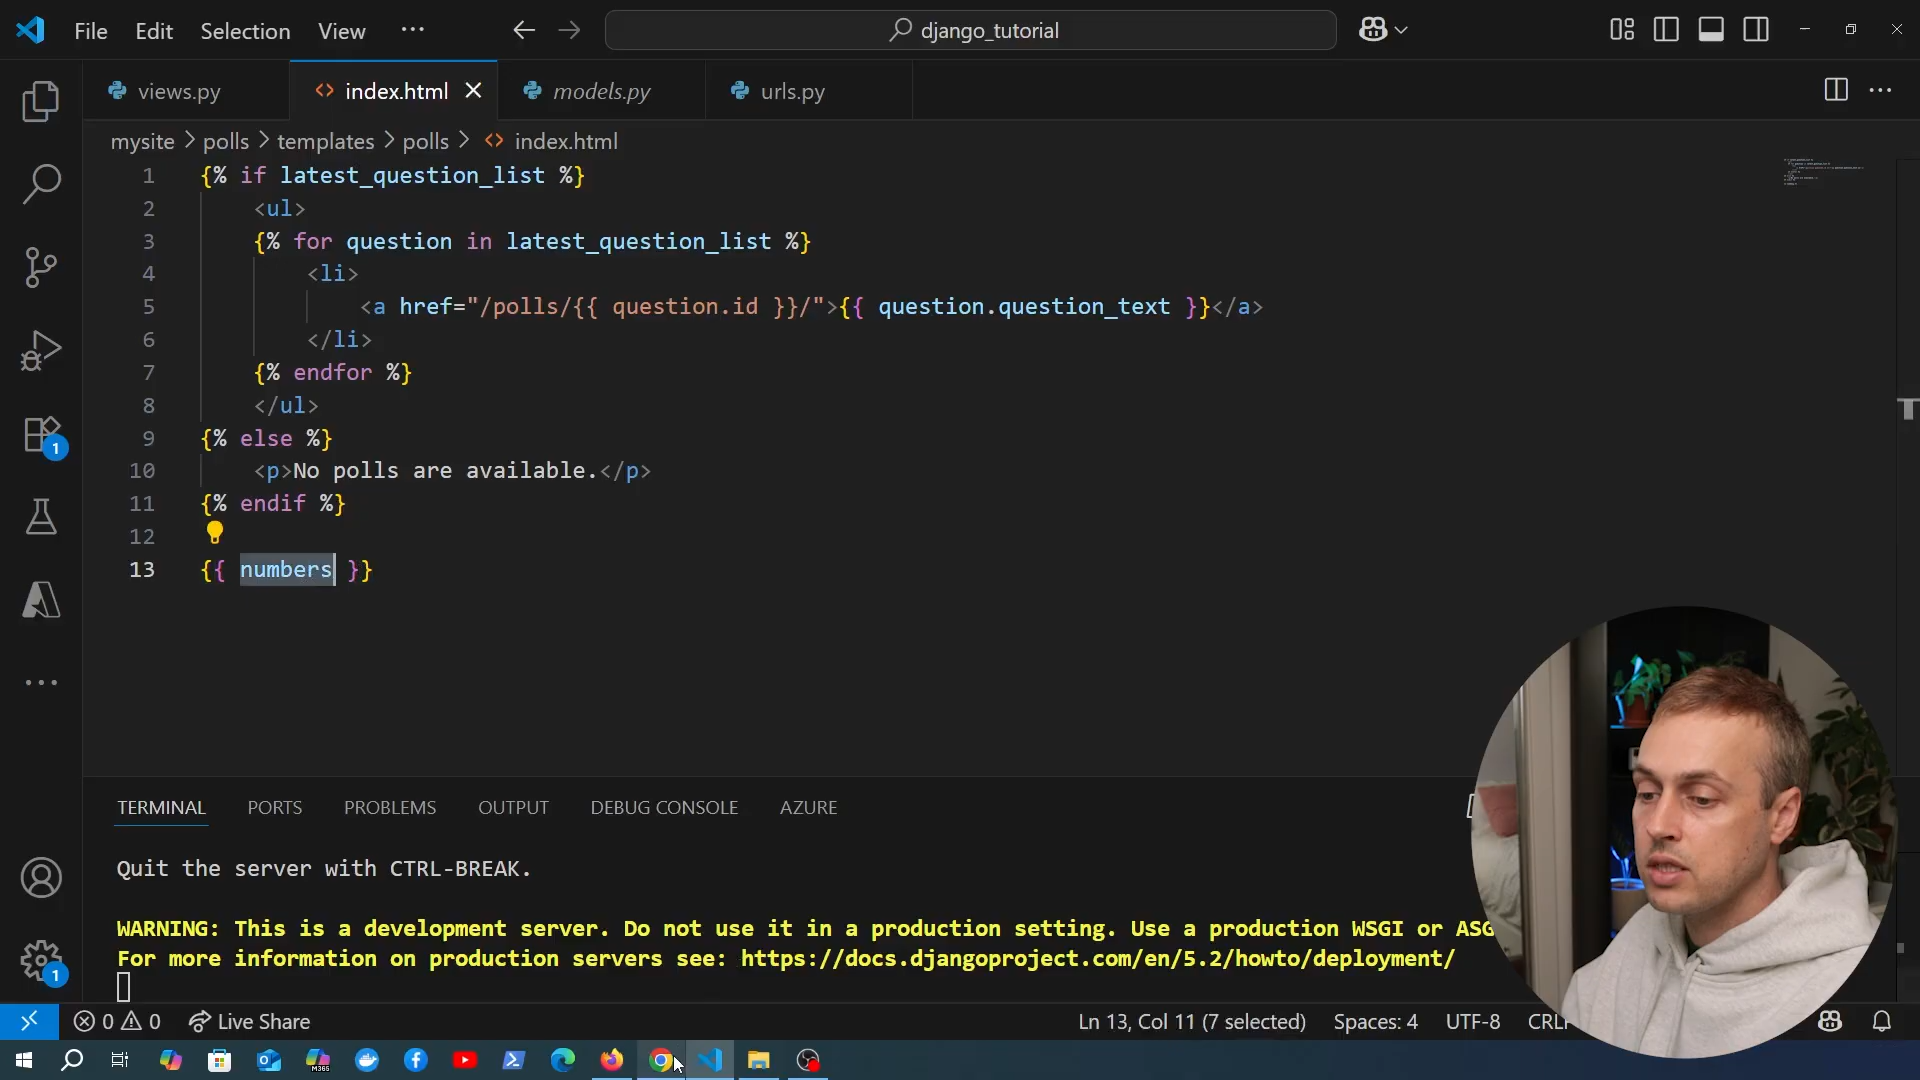 File Edit Selection View ··· django_tutorial
views.py index.html models.py urls.py
mysite > polls > templates > polls > index.html
1 {% if latest_question_list %}
2 <ul>
3 {% for question in latest_question_list %}
4 <li>
5 <a href="/polls/{{ question.id }}/">{{ question.question_text }}</a>
6 </li>
7 {% endfor %}
8 </ul>
9 {% else %}
10 <p>No polls are available.</p>
11 {% endif %}
12
13 {{ numbers }}
1
TERMINAL PORTS PROBLEMS OUTPUT DEBUG CONSOLE AZURE
Quit the server with CTRL-BREAK.
WARNING: This is a development server. Do not use it in a production setting. Use a production WSGI or ASG
For more information on production servers see: https://docs.djangoproject.com/en/5.2/howto/deployment/
1
0 0 Live Share Ln 13, Col 11 (7 selected) Spaces: 4 UTF-8 CRLF
M365